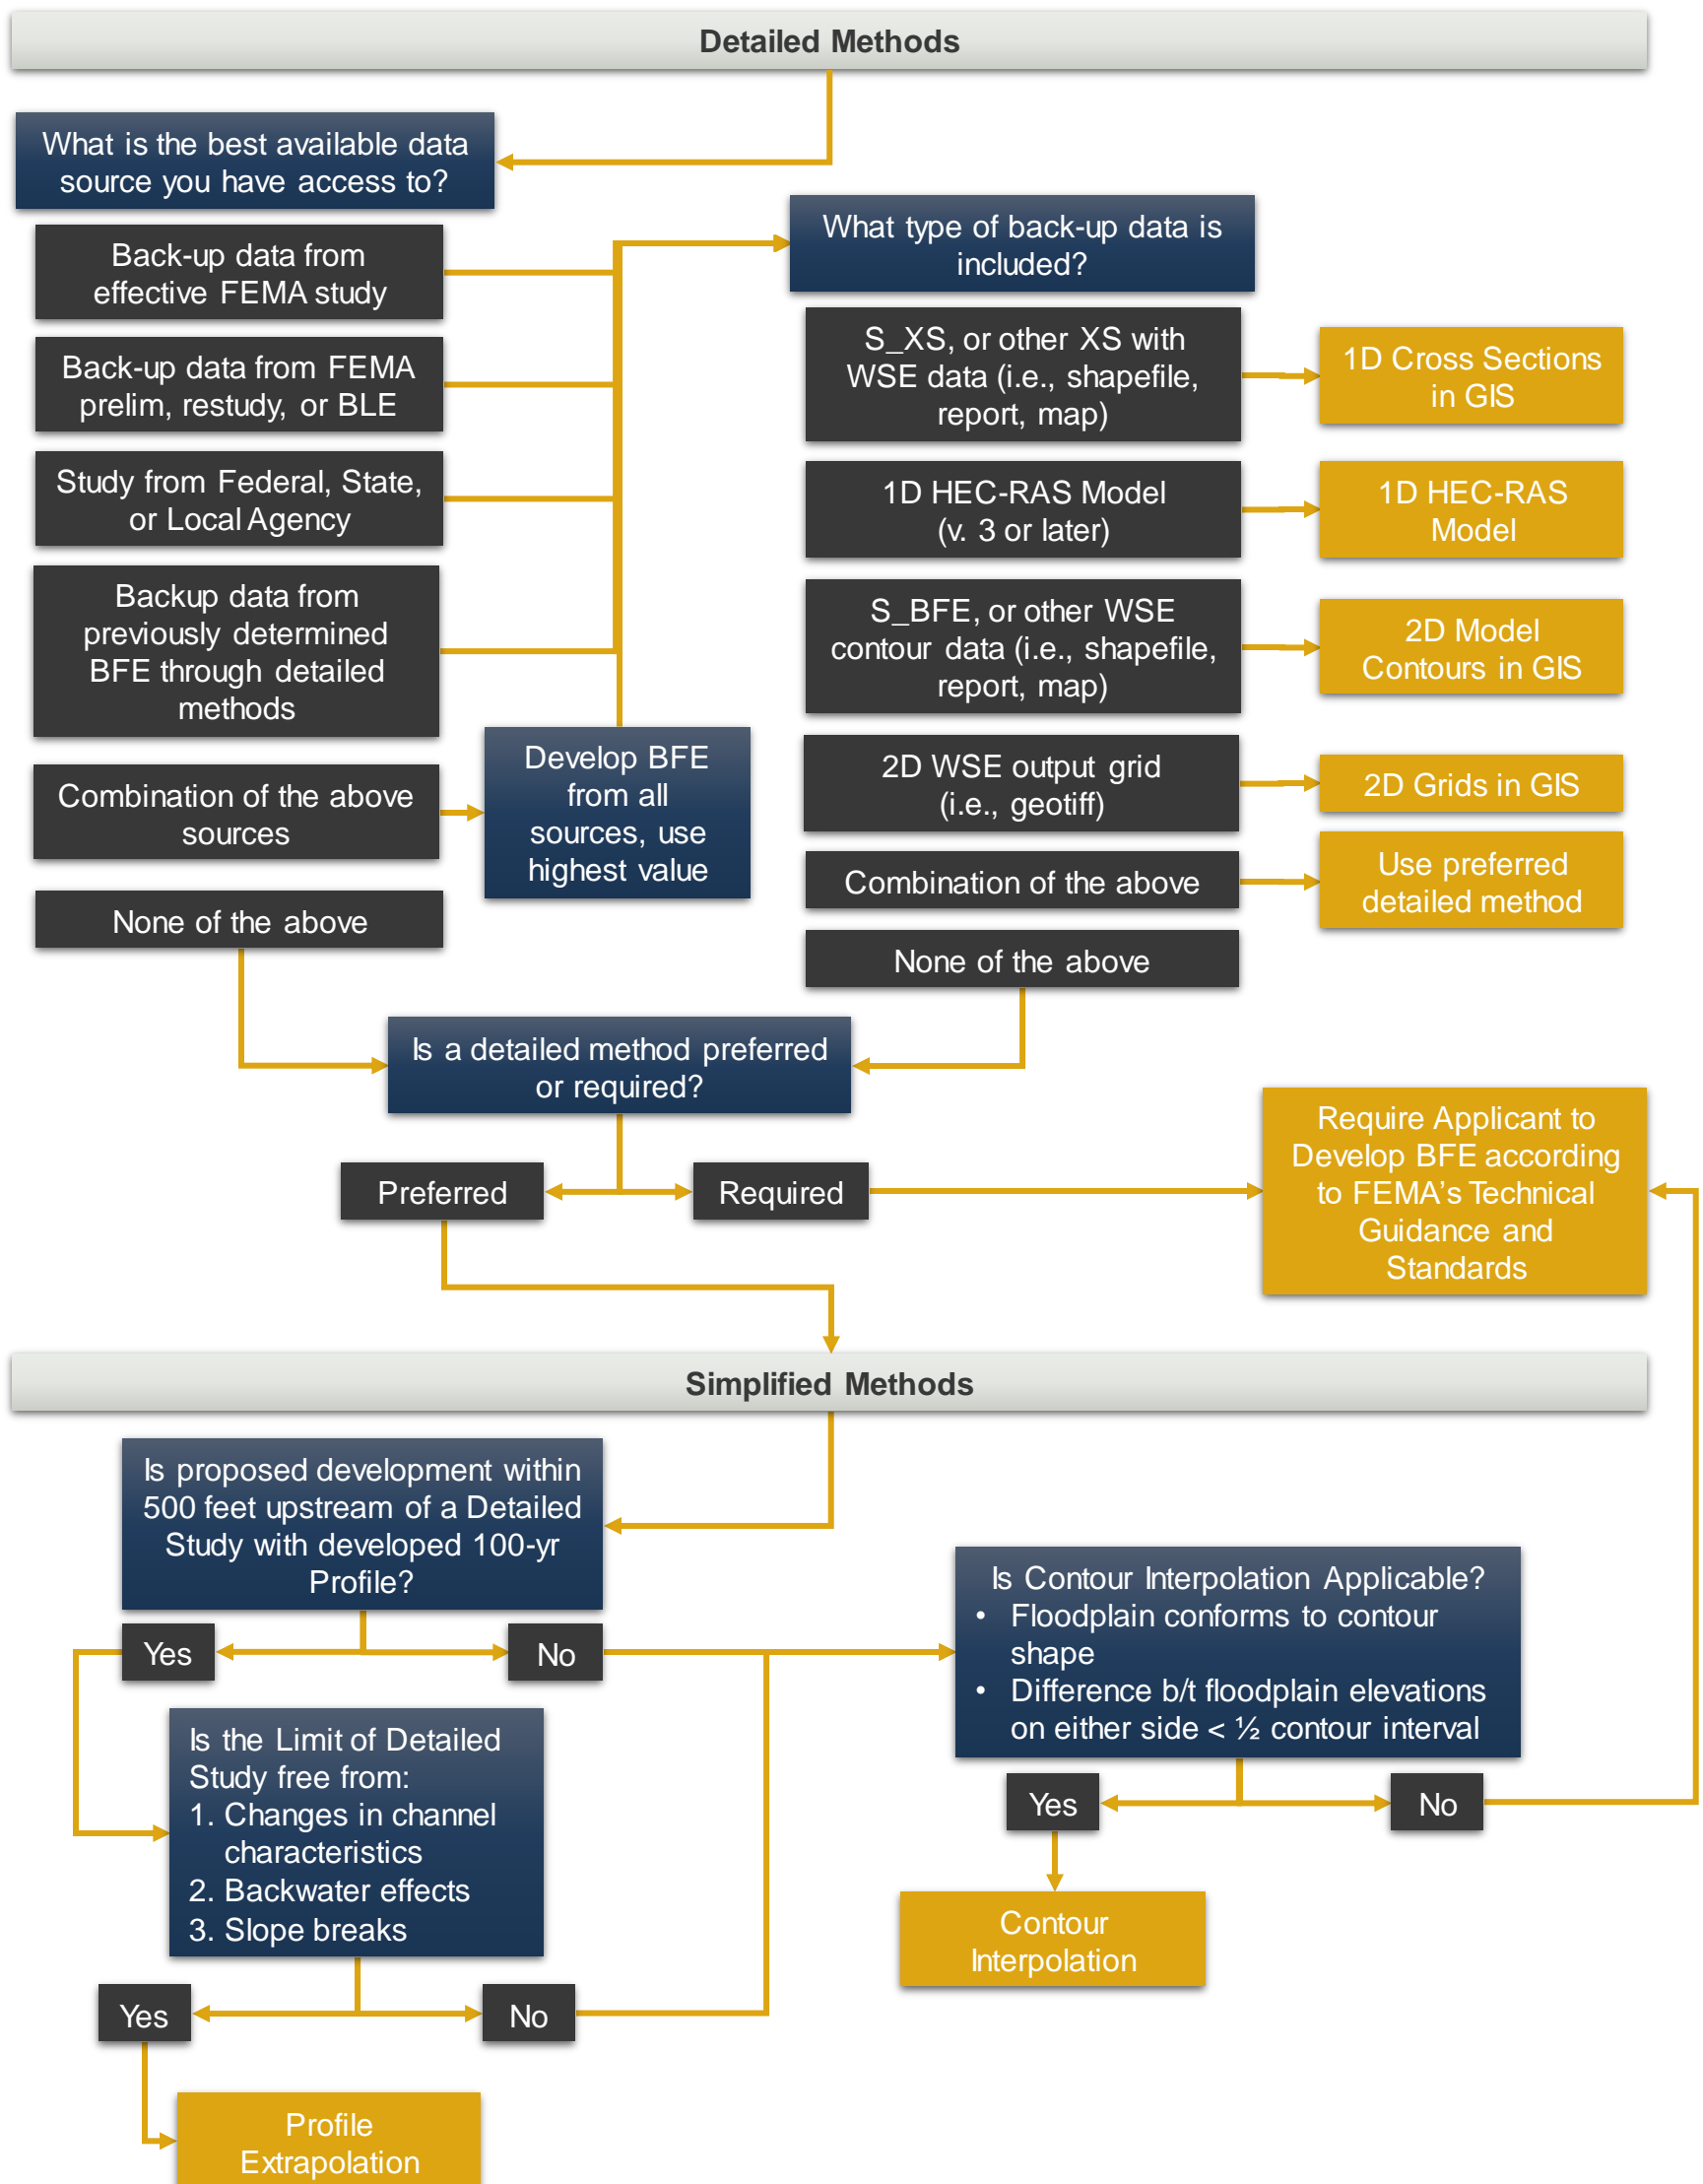 Detailed Methods
What is the best available data
source you have access to?
Back-up data from
effective FEMA study
Back-up data from FEMA
prelim, restudy, or BLE
Study from Federal, State,
or Local Agency
Backup data from
previously determined
BFE through detailed
methods
Combination of the above
sources
None of the above
Develop BFE
from all
sources, use
highest value
What type of back-up data is
included?
S_XS, or other XS with
WSE data (i.e., shapefile,
report, map)
1D Cross Sections
in GIS
1D HEC-RAS Model
(v. 3 or later)
1D HEC-RAS
Model
S_BFE, or other WSE
contour data (i.e., shapefile,
report, map)
2D Model
Contours in GIS
2D WSE output grid
(i.e., geotiff)
2D Grids in GIS
Combination of the above
Use preferred
detailed method
None of the above
Is a detailed method preferred
or required?
Preferred
Required
Require Applicant to
Develop BFE according
to FEMA's Technical
Guidance and
Standards
Simplified Methods
Is proposed development within
500 feet upstream of a Detailed
Study with developed 100-yr
Profile?
Yes
No
Is the Limit of Detailed
Study free from:
1. Changes in channel
characteristics
2. Backwater effects
3. Slope breaks
Yes
No
Profile
Extrapolation
Is Contour Interpolation Applicable?
• Floodplain conforms to contour
shape
• Difference b/t floodplain elevations
on either side < ½ contour interval
Yes
No
Contour
Interpolation